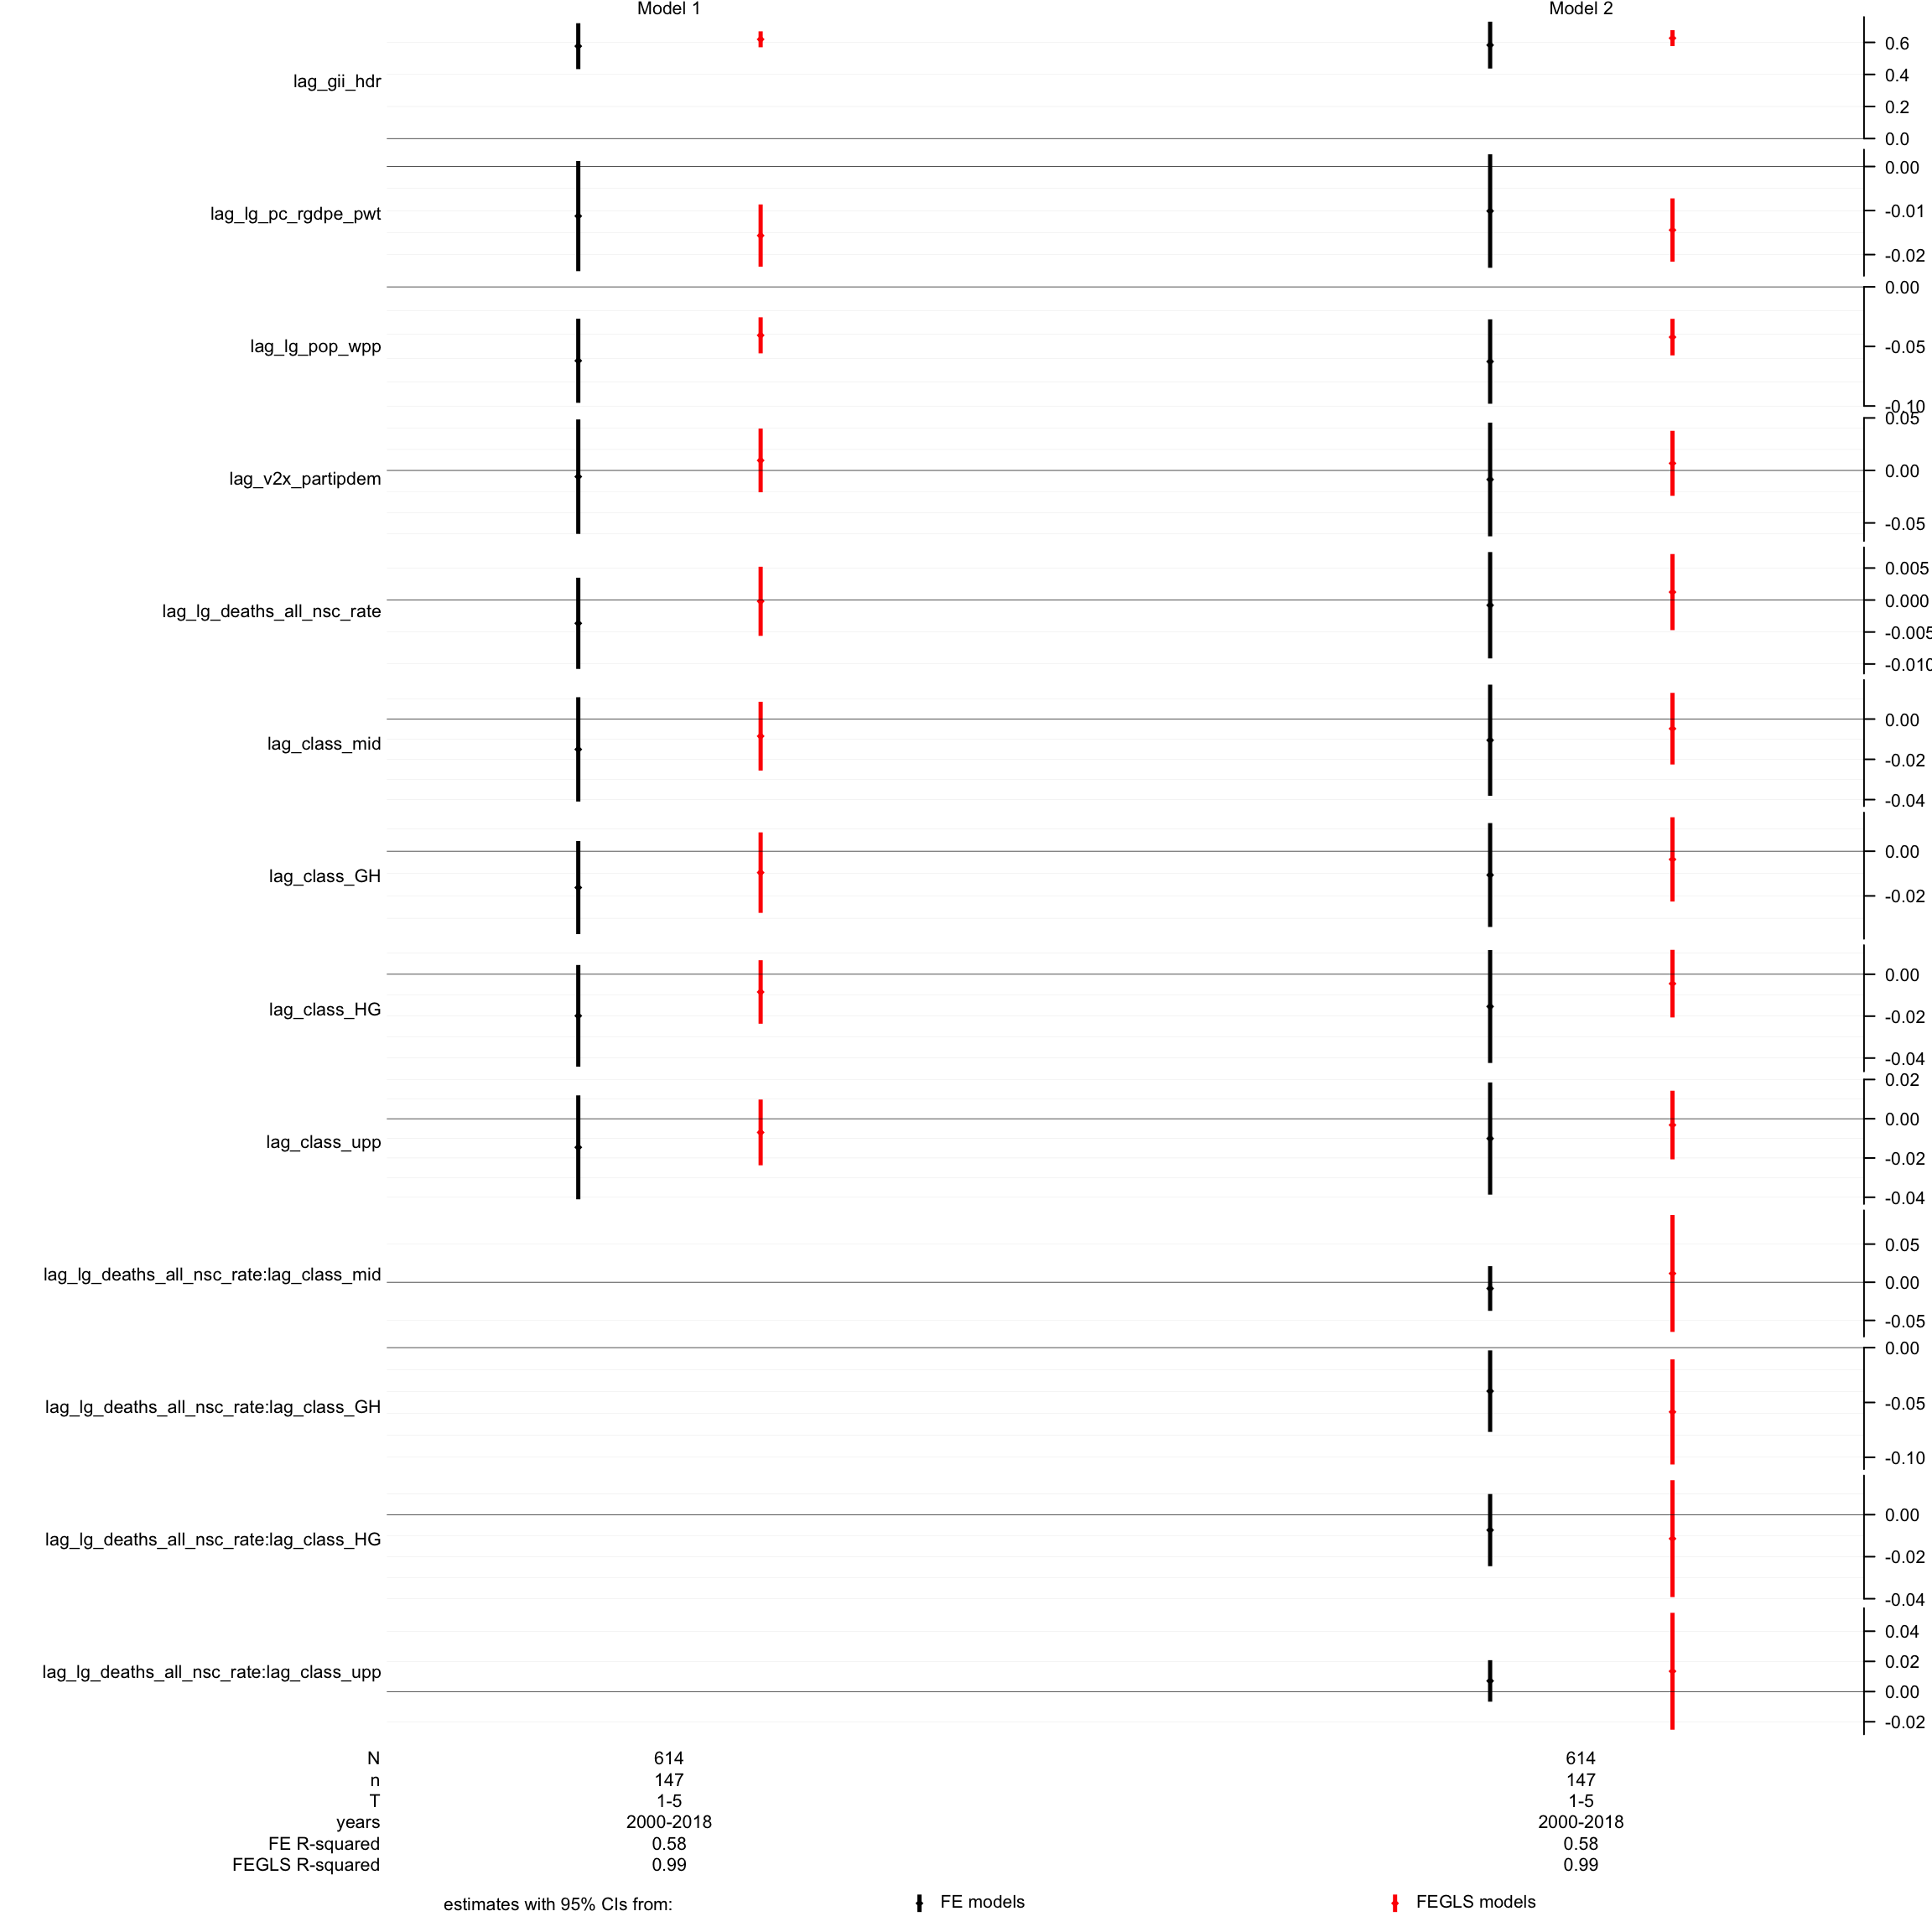 Model 1 Model 2
lag_gii_hdr
0.6
0.4
0.2
0.0
lag_lg_pc_rgdpe_pwt
0.00
-0.01
-0.02
lag_lg_pop_wpp
0.00
-0.05
-0.10
lag_v2x_partipdem
0.05
0.00
-0.05
lag_lg_deaths_all_nsc_rate
0.005
0.000
-0.005
-0.010
lag_class_mid
0.00
-0.02
-0.04
lag_class_GH
0.00
-0.02
lag_class_HG
0.00
-0.02
-0.04
lag_class_upp
0.02
0.00
-0.02
-0.04
lag_lg_deaths_all_nsc_rate:lag_class_mid
0.05
0.00
-0.05
lag_lg_deaths_all_nsc_rate:lag_class_GH
0.00
-0.05
-0.10
lag_lg_deaths_all_nsc_rate:lag_class_HG
0.00
-0.02
-0.04
lag_lg_deaths_all_nsc_rate:lag_class_upp
0.04
0.02
0.00
-0.02
N 614 614
n 147 147
T 1-5 1-5
years 2000-2018 2000-2018
FE R-squared 0.58 0.58
FEGLS R-squared 0.99 0.99
estimates with 95% CIs from: FE models FEGLS models